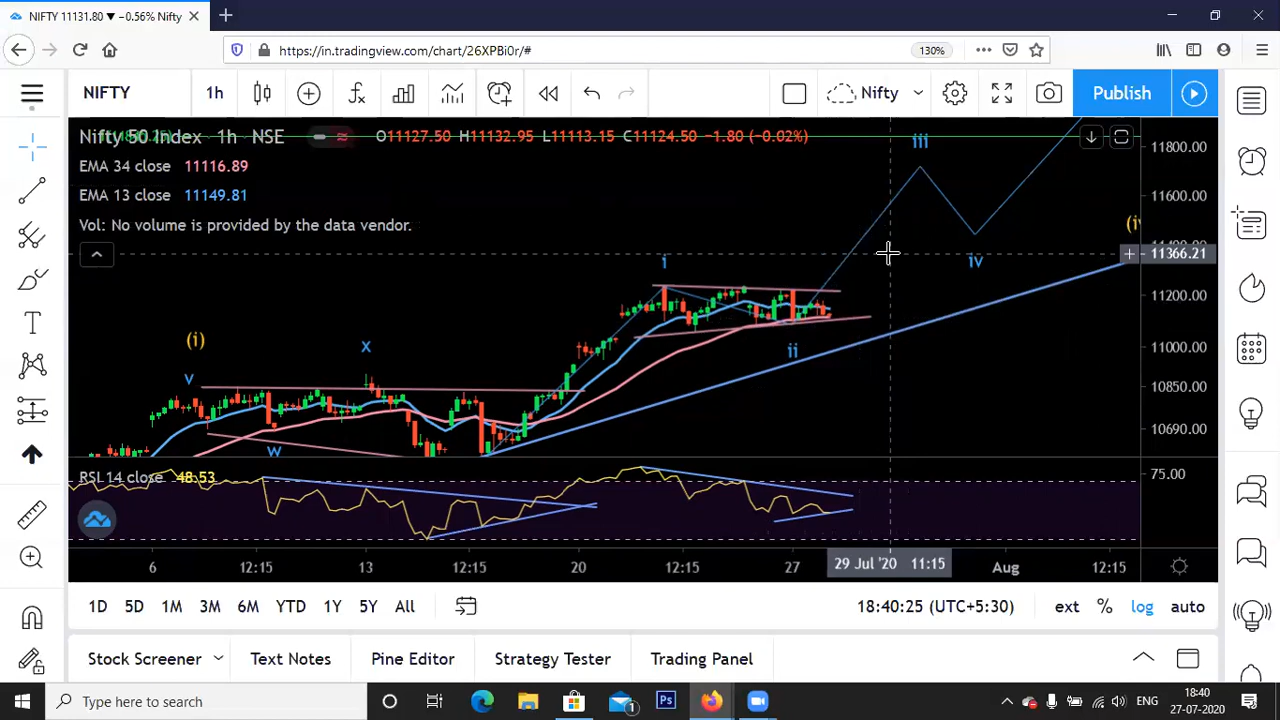 NIFTY 11131.80 ▼ −0.56% Nifty
https://in.tradingview.com/chart/26XPBi0r/#
130%
NIFTY 1h
Nifty
Publish
Nifty 50 Index · 1h · NSE
O11127.50 H11132.95 L11113.15 C11124.50 −1.80 (−0.02%)
EMA 34 close 11116.89
EMA 13 close 11149.81
Vol: No volume is provided by the data vendor.
iii
11800.00
11600.00
(iv
11366.21
i
iv
11200.00
(i)
x
ii
11000.00
v
10850.00
10690.00
w
RSI 14 close 48.53
75.00
6 12:15 13 12:15 20 12:15 27 29 Jul '20 11:15 Aug 12:15
1D 5D 1M 3M 6M YTD 1Y 5Y All
18:40:25 (UTC+5:30) ext % log auto
Stock Screener Text Notes Pine Editor Strategy Tester Trading Panel
Type here to search
Ps
1
ENG
18:40
27-07-2020